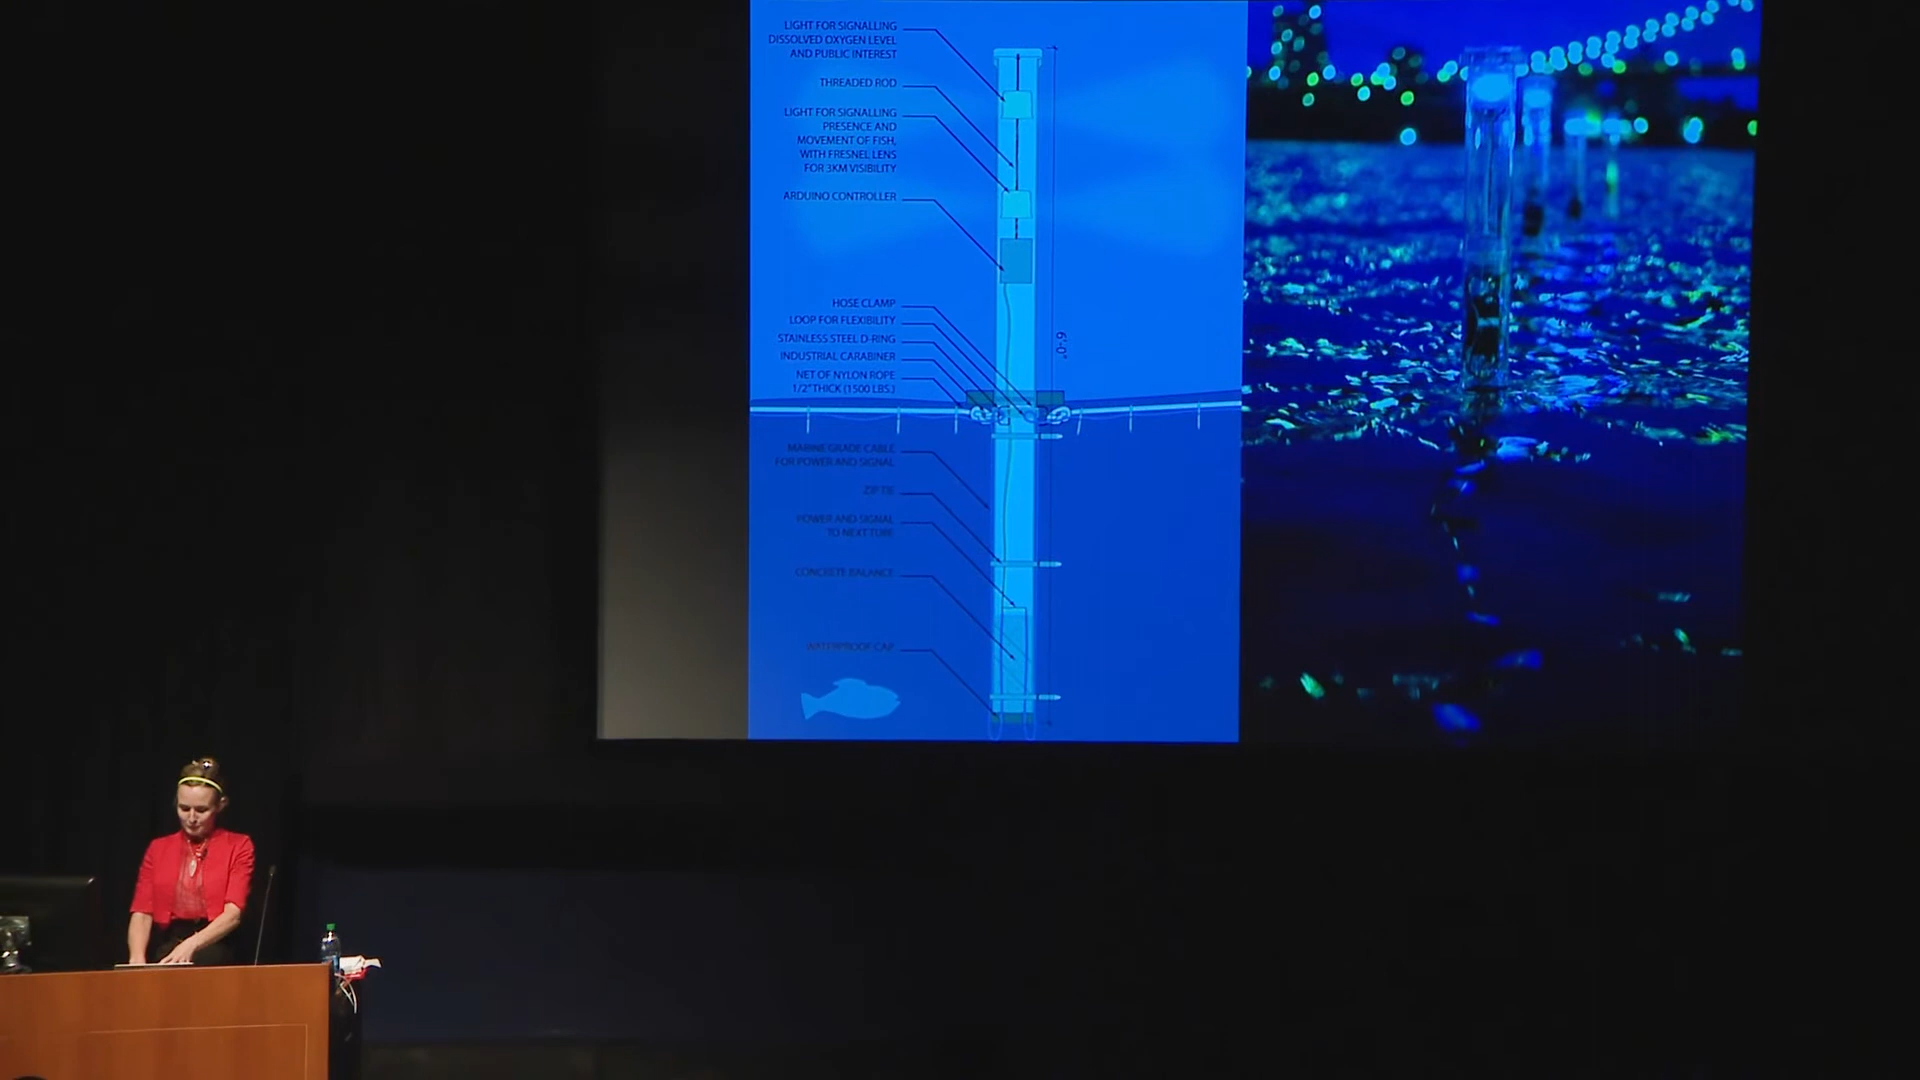 LIGHT FOR SIGNALLING
DISSOLVED OXYGEN LEVEL
AND PUBLIC INTEREST
THREADED ROD
LIGHT FOR SIGNALLING
PRESENCE AND
MOVEMENT OF FISH,
WITH FRESNEL LENS
FOR 3KM VISIBILITY
ARDUINO CONTROLLER
HOSE CLAMP
LOOP FOR FLEXIBILITY
STAINLESS STEEL D-RING
INDUSTRIAL CARABINER
NET OF NYLON ROPE
1/2" THICK (1500 LBS.)
6'-0"
MARINE GRADE CABLE
FOR POWER AND SIGNAL
ZIP TIE
POWER AND SIGNAL
TO NEXT TUBE
CONCRETE BALANCE
WATERPROOF CAP